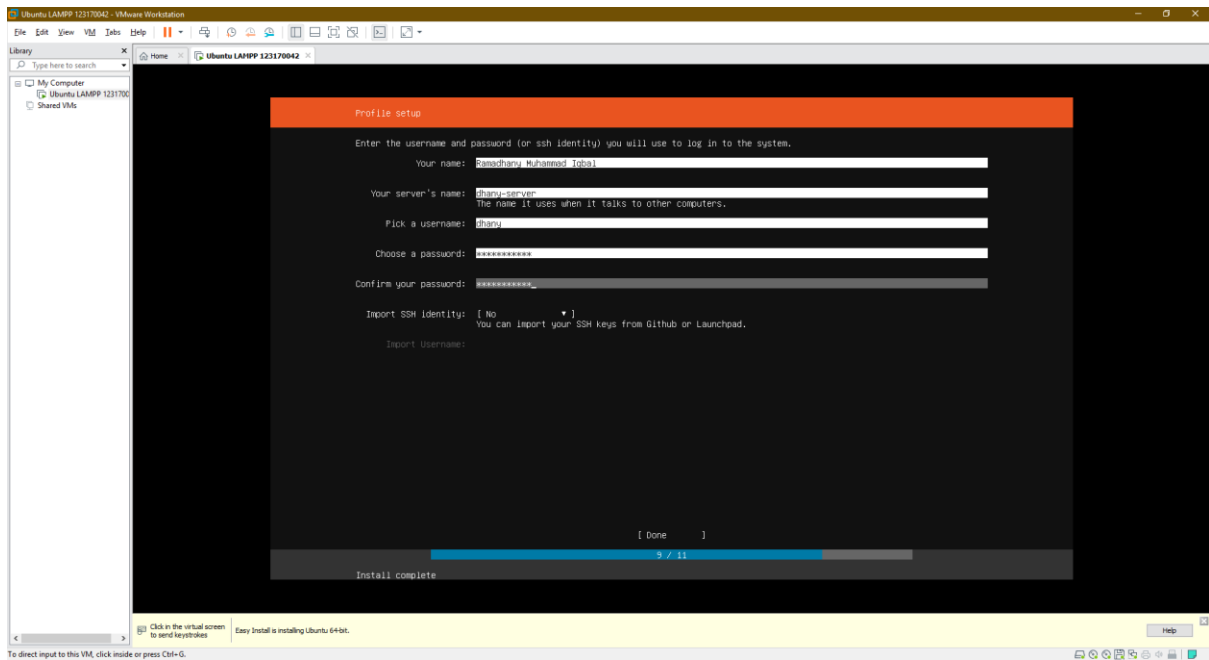 Ubuntu LAMPP 123170042 - VMware Workstation
File Edit View VM Tabs Help
Library
Home Ubuntu LAMPP 123170042
Type here to search
My Computer
Ubuntu LAMPP 1231700
Shared VMs
Profile setup
Enter the username and password (or ssh identity) you will use to log in to the system.
Your name: Ramadhany Muhammad Iqbal
Your server's name: dhany-server
The name it uses when it talks to other computers.
Pick a username: dhany
Choose a password: ***********
Confirm your password: ***********_
Import SSH identity: [ No ▼ ]
You can import your SSH keys from Github or Launchpad.
Import Username:
[ Done ]
9 / 11
Install complete
Click in the virtual screen
to send keystrokes
Easy Install is installing Ubuntu 64-bit.
Help
To direct input to this VM, click inside or press Ctrl+G.